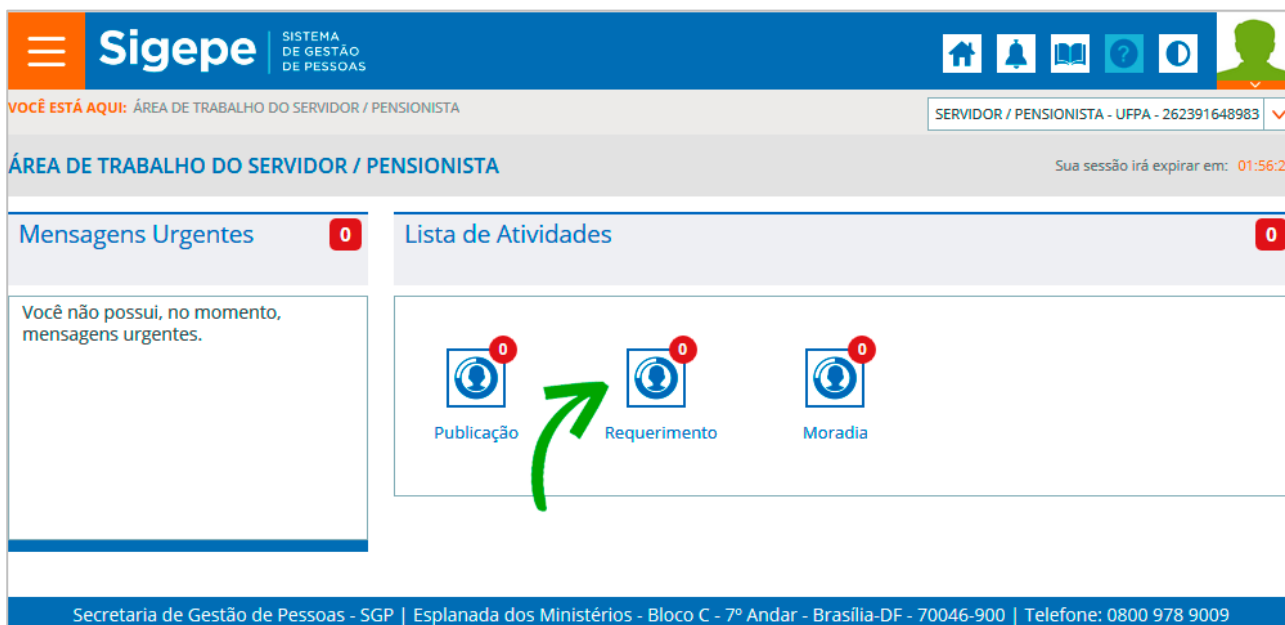 Sigepe
SISTEMA
DE GESTÃO
DE PESSOAS
?
VOCÊ ESTÁ AQUI: ÁREA DE TRABALHO DO SERVIDOR / PENSIONISTA
SERVIDOR / PENSIONISTA - UFPA - 262391648983
ÁREA DE TRABALHO DO SERVIDOR / PENSIONISTA
Sua sessão irá expirar em: 01:56:2
Mensagens Urgentes 0
Lista de Atividades 0
Você não possui, no momento,
mensagens urgentes.
0 0 0
Publicação Requerimento Moradia
Secretaria de Gestão de Pessoas - SGP | Esplanada dos Ministérios - Bloco C - 7º Andar - Brasília-DF - 70046-900 | Telefone: 0800 978 9009